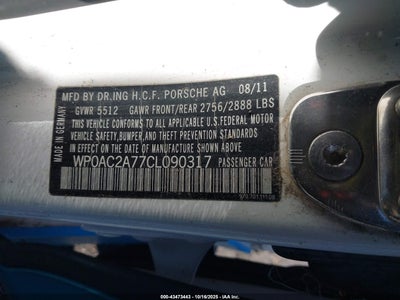 MFD BY DR.ING H.C.F. PORSCHE AG 08/11
GVWR 5512 GAWR FRONT/REAR 2756/2888 LBS
THIS VEHICLE CONFORMS TO ALL APPLICABLE U.S. FEDERAL MOTOR
VEHICLE SAFETY, BUMPER, AND THEFT PREVENTION STANDARDS
IN EFFECT ON THE DATE OF MANUFACTURE SHOWN ABOVE
WP0AC2A77CL090317 PASSENGER CAR
MADE IN GERMANY
000-43473443 - (10/16/2025) - IAA Inc.